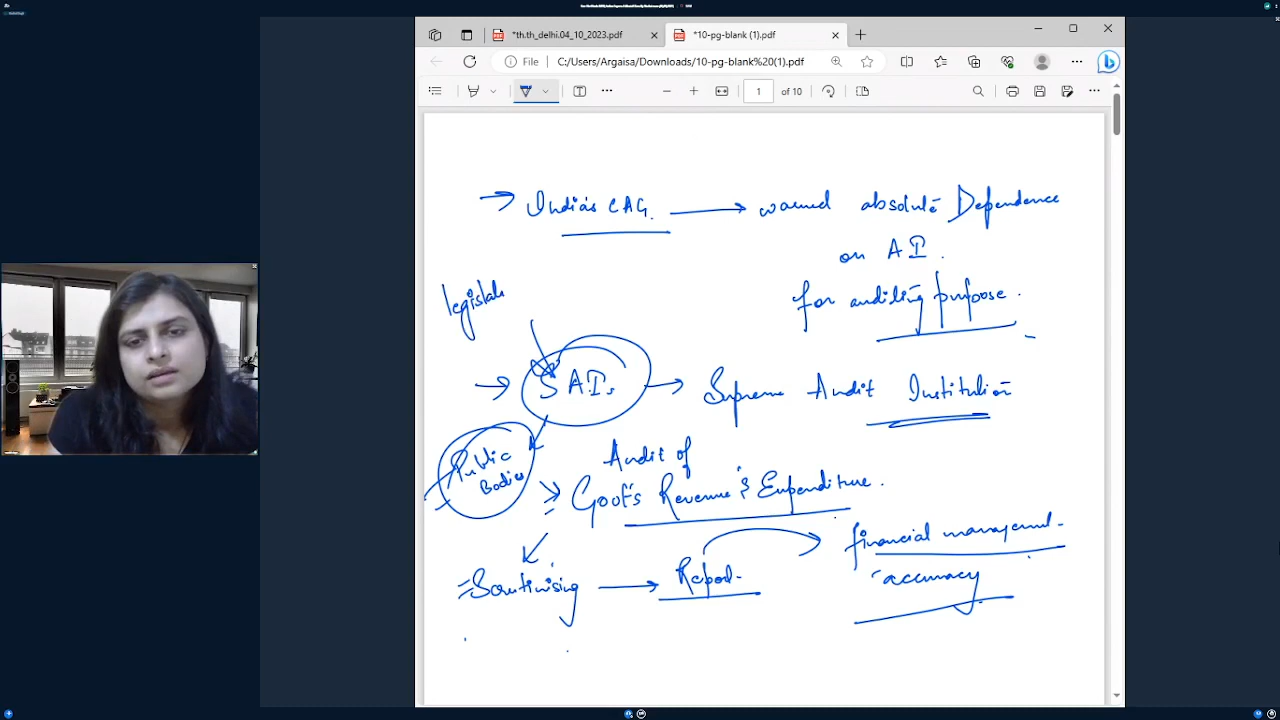 *th.th_delhi.04_10_2023.pdf
*10-pg-blank (1).pdf
File C:/Users/Argaisa/Downloads/10-pg-blank%20(1).pdf
1 of 10
→ India's CAG. → warned absolute Dependence
on AI.
for auditing purpose.
legislate
→ SAIs → Supreme Audit Institution
Public
Bodies
Audit of
Govt's Revenue & Expenditure.
Scrutinising → Report.
financial management.
accuracy